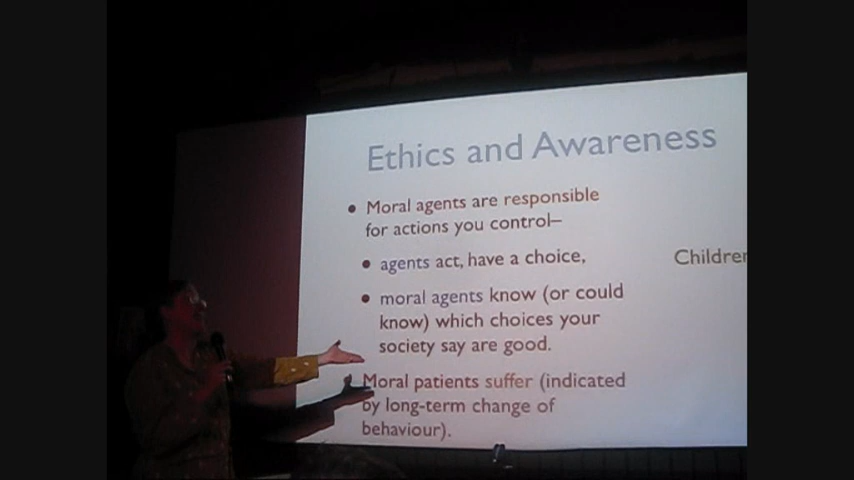 Ethics and Awareness
• Moral agents are responsible
for actions you control–
• agents act, have a choice,
Children
• moral agents know (or could
know) which choices your
society say are good.
Moral patients suffer (indicated
by long-term change of
behaviour).